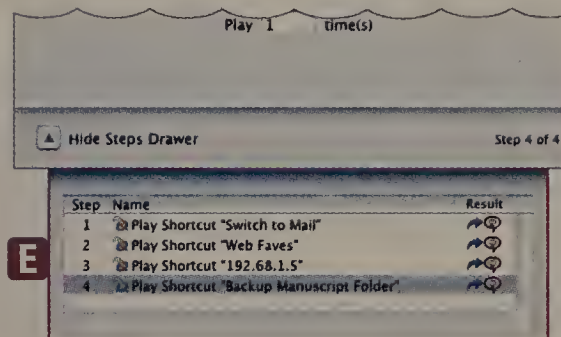 Play 1 time(s)
Hide Steps Drawer Step 4 of 4
Step Name Result
1 Play Shortcut "Switch to Mail"
2 Play Shortcut "Web Faves"
E
3 Play Shortcut "192.68.1.5"
4 Play Shortcut "Backup Manuscript Folder"